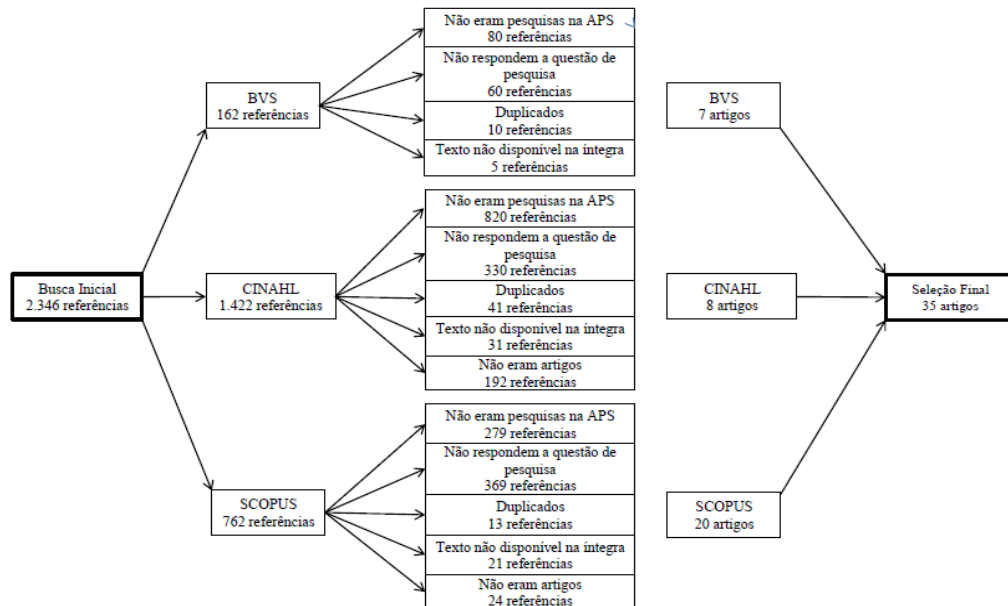 Busca Inicial
2.346 referências
BVS
162 referências
Não eram pesquisas na APS
80 referências
Não respondem a questão de
pesquisa
60 referências
Duplicados
10 referências
Texto não disponível na íntegra
5 referências
BVS
7 artigos
CINAHL
1.422 referências
Não eram pesquisas na APS
820 referências
Não respondem a questão de
pesquisa
330 referências
Duplicados
41 referências
Texto não disponível na íntegra
31 referências
Não eram artigos
192 referências
CINAHL
8 artigos
SCOPUS
762 referências
Não eram pesquisas na APS
279 referências
Não respondem a questão de
pesquisa
369 referências
Duplicados
13 referências
Texto não disponível na íntegra
21 referências
Não eram artigos
24 referências
SCOPUS
20 artigos
Seleção Final
35 artigos